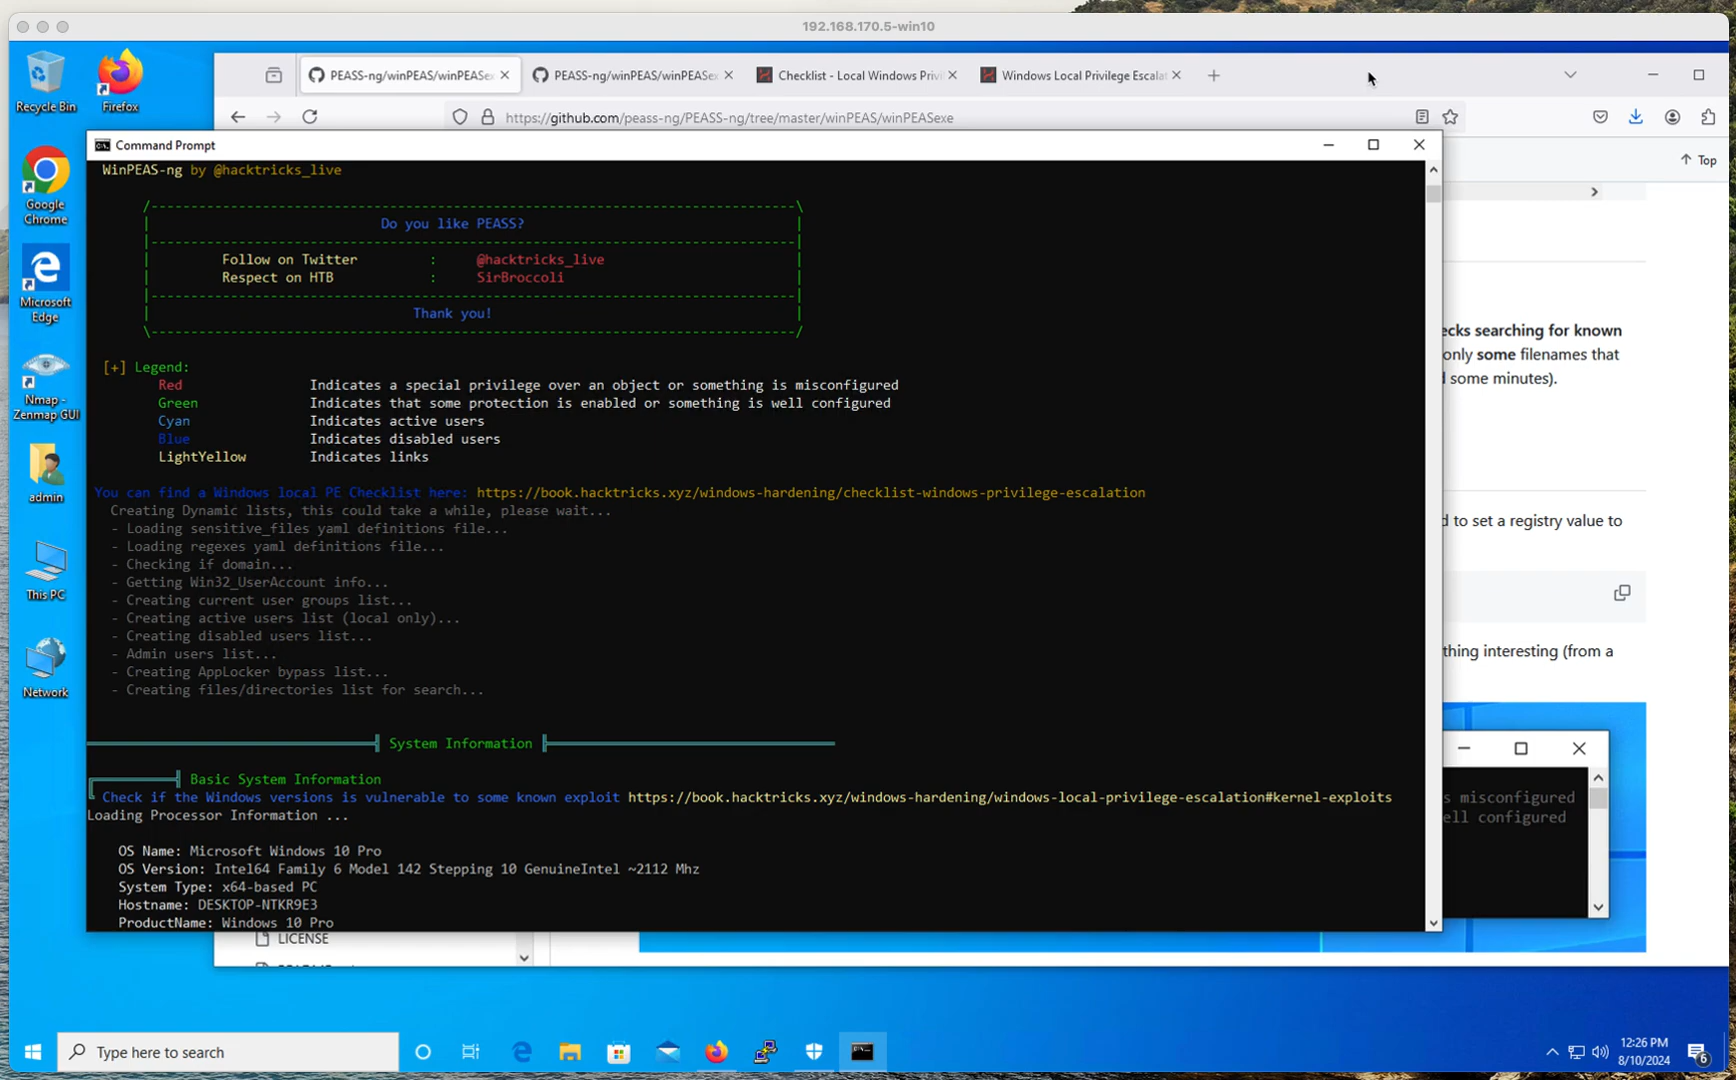 192.168.170.5-win10
Recycle Bin
Firefox
PEASS-ng/winPEAS/winPEASe
PEASS-ng/winPEAS/winPEASe
Checklist - Local Windows Privi
Windows Local Privilege Escalat
https://github.com/peass-ng/PEASS-ng/tree/master/winPEAS/winPEASexe
Command Prompt
Top
WinPEAS-ng by @hacktricks_live
Do you like PEASS?
Follow on Twitter : @hacktricks_live
Respect on HTB : SirBroccoli
Thank you!
[+] Legend:
Red Indicates a special privilege over an object or something is misconfigured
Green Indicates that some protection is enabled or something is well configured
Cyan Indicates active users
Blue Indicates disabled users
LightYellow Indicates links
You can find a Windows local PE Checklist here: https://book.hacktricks.xyz/windows-hardening/checklist-windows-privilege-escalation
Creating Dynamic lists, this could take a while, please wait...
- Loading sensitive_files yaml definitions file...
- Loading regexes yaml definitions file...
- Checking if domain...
- Getting Win32_UserAccount info...
- Creating current user groups list...
- Creating active users list (local only)...
- Creating disabled users list...
- Admin users list...
- Creating AppLocker bypass list...
- Creating files/directories list for search...
System Information
Basic System Information
Check if the Windows versions is vulnerable to some known exploit https://book.hacktricks.xyz/windows-hardening/windows-local-privilege-escalation#kernel-exploits
Loading Processor Information ...
OS Name: Microsoft Windows 10 Pro
OS Version: Intel64 Family 6 Model 142 Stepping 10 GenuineIntel ~2112 Mhz
System Type: x64-based PC
Hostname: DESKTOP-NTKR9E3
ProductName: Windows 10 Pro
Google
Chrome
Microsoft
Edge
Nmap -
Zenmap GUI
admin
This PC
Network
ecks searching for known
only some filenames that
d some minutes).
d to set a registry value to
thing interesting (from a
s misconfigured
ell configured
LICENSE
Type here to search
12:26 PM
8/10/2024
6